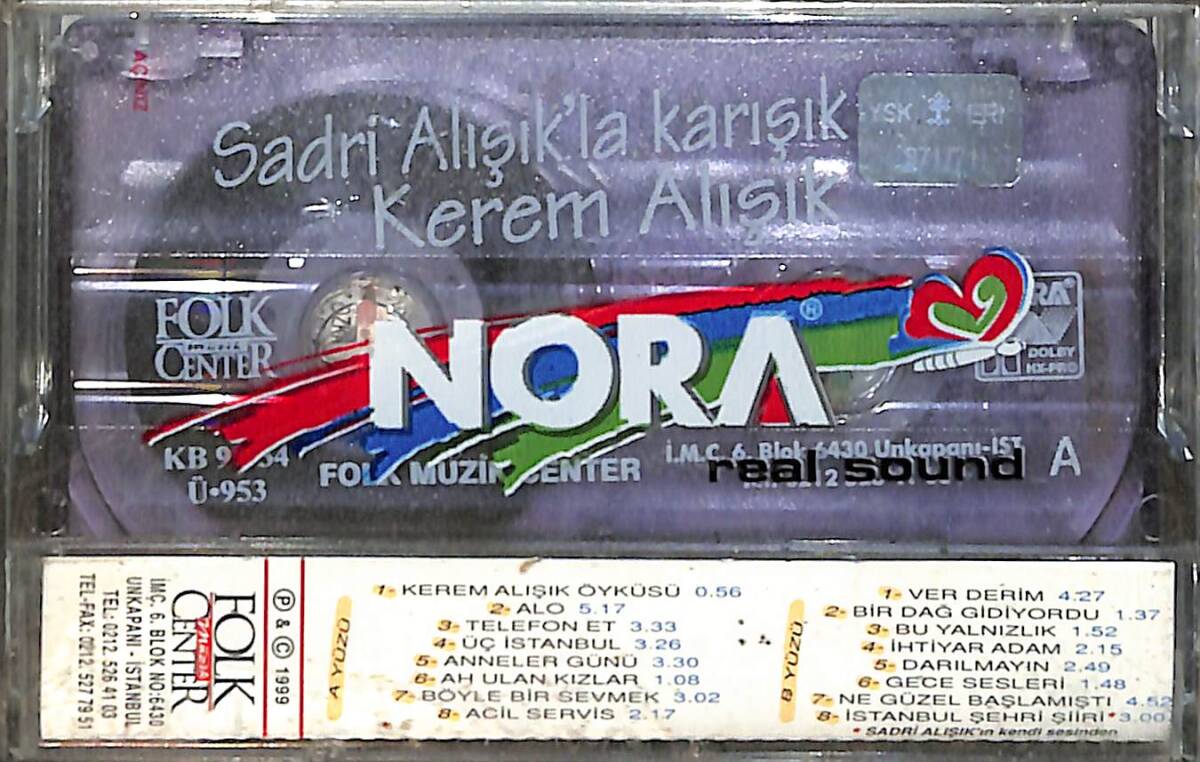 AÇINIZ
Sadri Alışık'la karışık
Kerem Alışık
FOLK
CENTER
NORA®
DOLBY
HX-PRO
KB
Ü•953
FOLK MÜZİK CENTER
İ.M.C. 6. Blok 6430 Unkapanı-İST
real sound
A
FOLK
CENTER
İMÇ. 6. BLOK NO:6430
UNKAPANI - İSTANBUL
TEL: 0212 526 41 03
TEL-FAX: 0212 527 79 51
Ⓟ & © 1999
A YÜZÜ
1- KEREM ALIŞIK ÖYKÜSÜ 0.56
2- ALO 5.17
3- TELEFON ET 3.33
4- ÜÇ İSTANBUL 3.26
5- ANNELER GÜNÜ 3.30
6- AH ULAN KIZLAR 1.08
7- BÖYLE BİR SEVMEK 3.02
8- ACİL SERVİS 2.17
B YÜZÜ
1- VER DERİM 4.27
2- BİR DAĞ GİDİYORDU 1.37
3- BU YALNIZLIK 1.52
4- İHTİYAR ADAM 2.15
5- DARILMAYIN 2.49
6- GECE SESLERİ 1.48
7- NE GÜZEL BAŞLAMIŞTI 4.52
8- İSTANBUL ŞEHRİ ŞİİRİ * 3.00
* SADRİ ALIŞIK'ın kendi sesinden